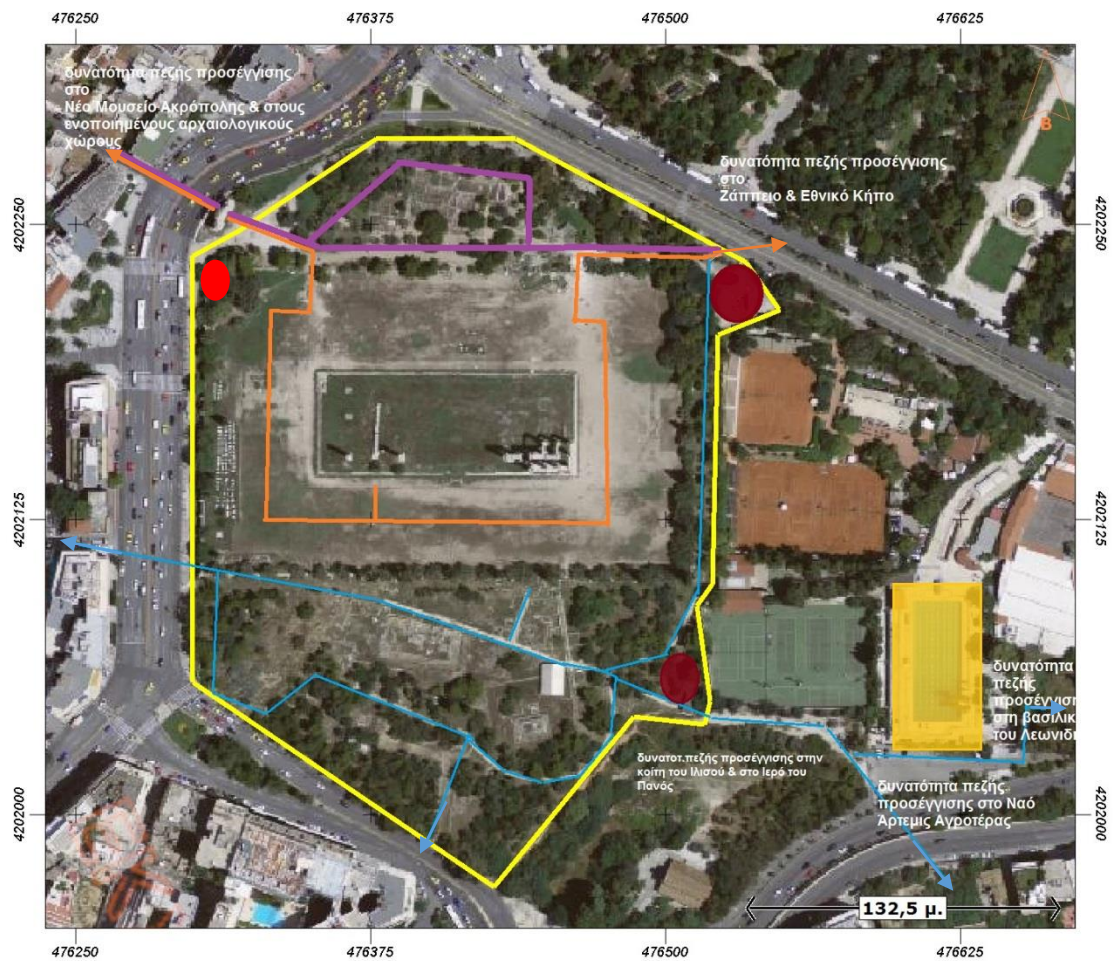 476250
476375
476500
476625
δυνατότητα πεζής προσέγγισης
στο
Νέο Μουσείο Ακρόπολης & στους
ενοποιημένους αρχαιολογικούς
χώρους
Β
δυνατότητα πεζής προσέγγισης
στο
Ζάππειο & Εθνικό Κήπο
4202250
4202250
4202125
4202125
δυνατότητα
πεζής
προσέγγιση
στη βασιλικ
του Λεωνιδ
δυνατοτ.πεζής προσέγγισης στην
κοίτη του Ιλισού & στο Ιερό του
Πανός
δυνατότητα πεζής
προσέγγισης στο Ναό
Άρτεμις Αγροτέρας
4202000
4202000
132,5 μ.
476250
476375
476500
476625